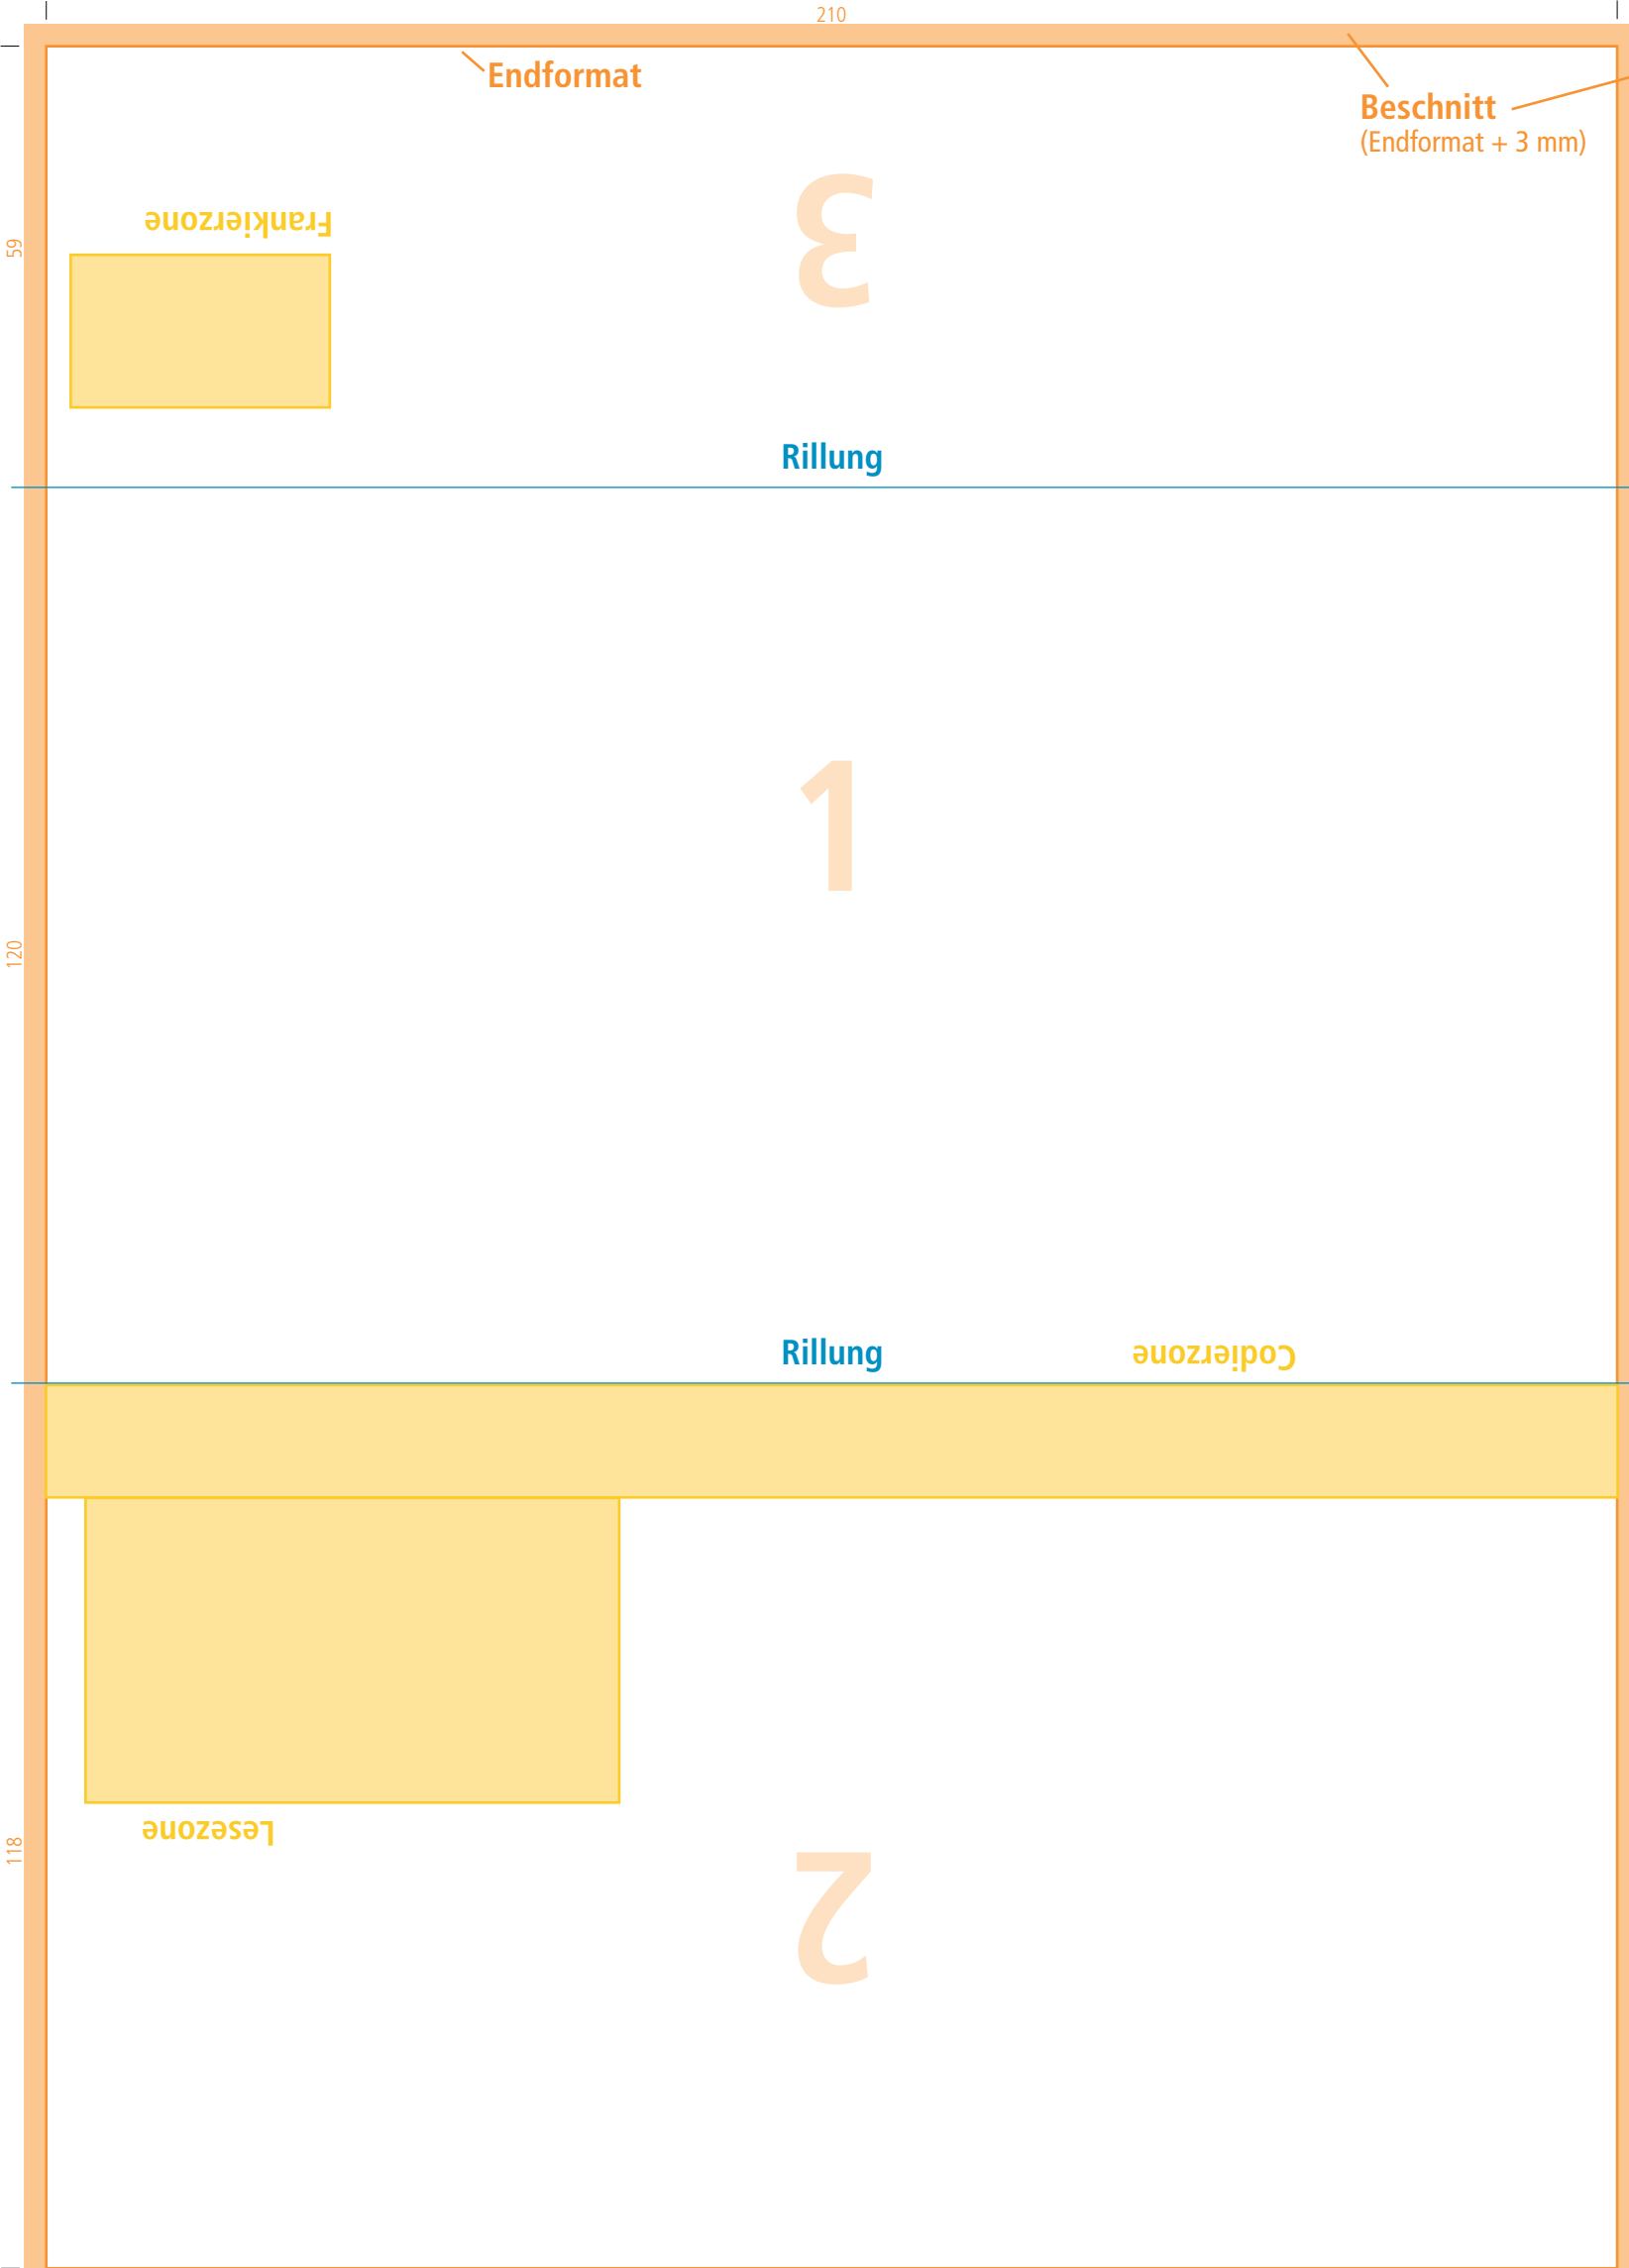 210
Endformat
Beschnitt
(Endformat + 3 mm)
3
Frankierzone
59
Rillung
1
120
Rillung
Codierzone
Lesezone
118
2